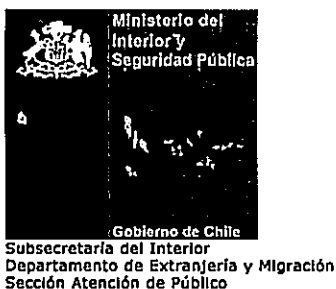 Ministerio del
Interior y
Seguridad Pública
Gobierno de Chile
Subsecretaría del Interior
Departamento de Extranjería y Migración
Sección Atención de Público